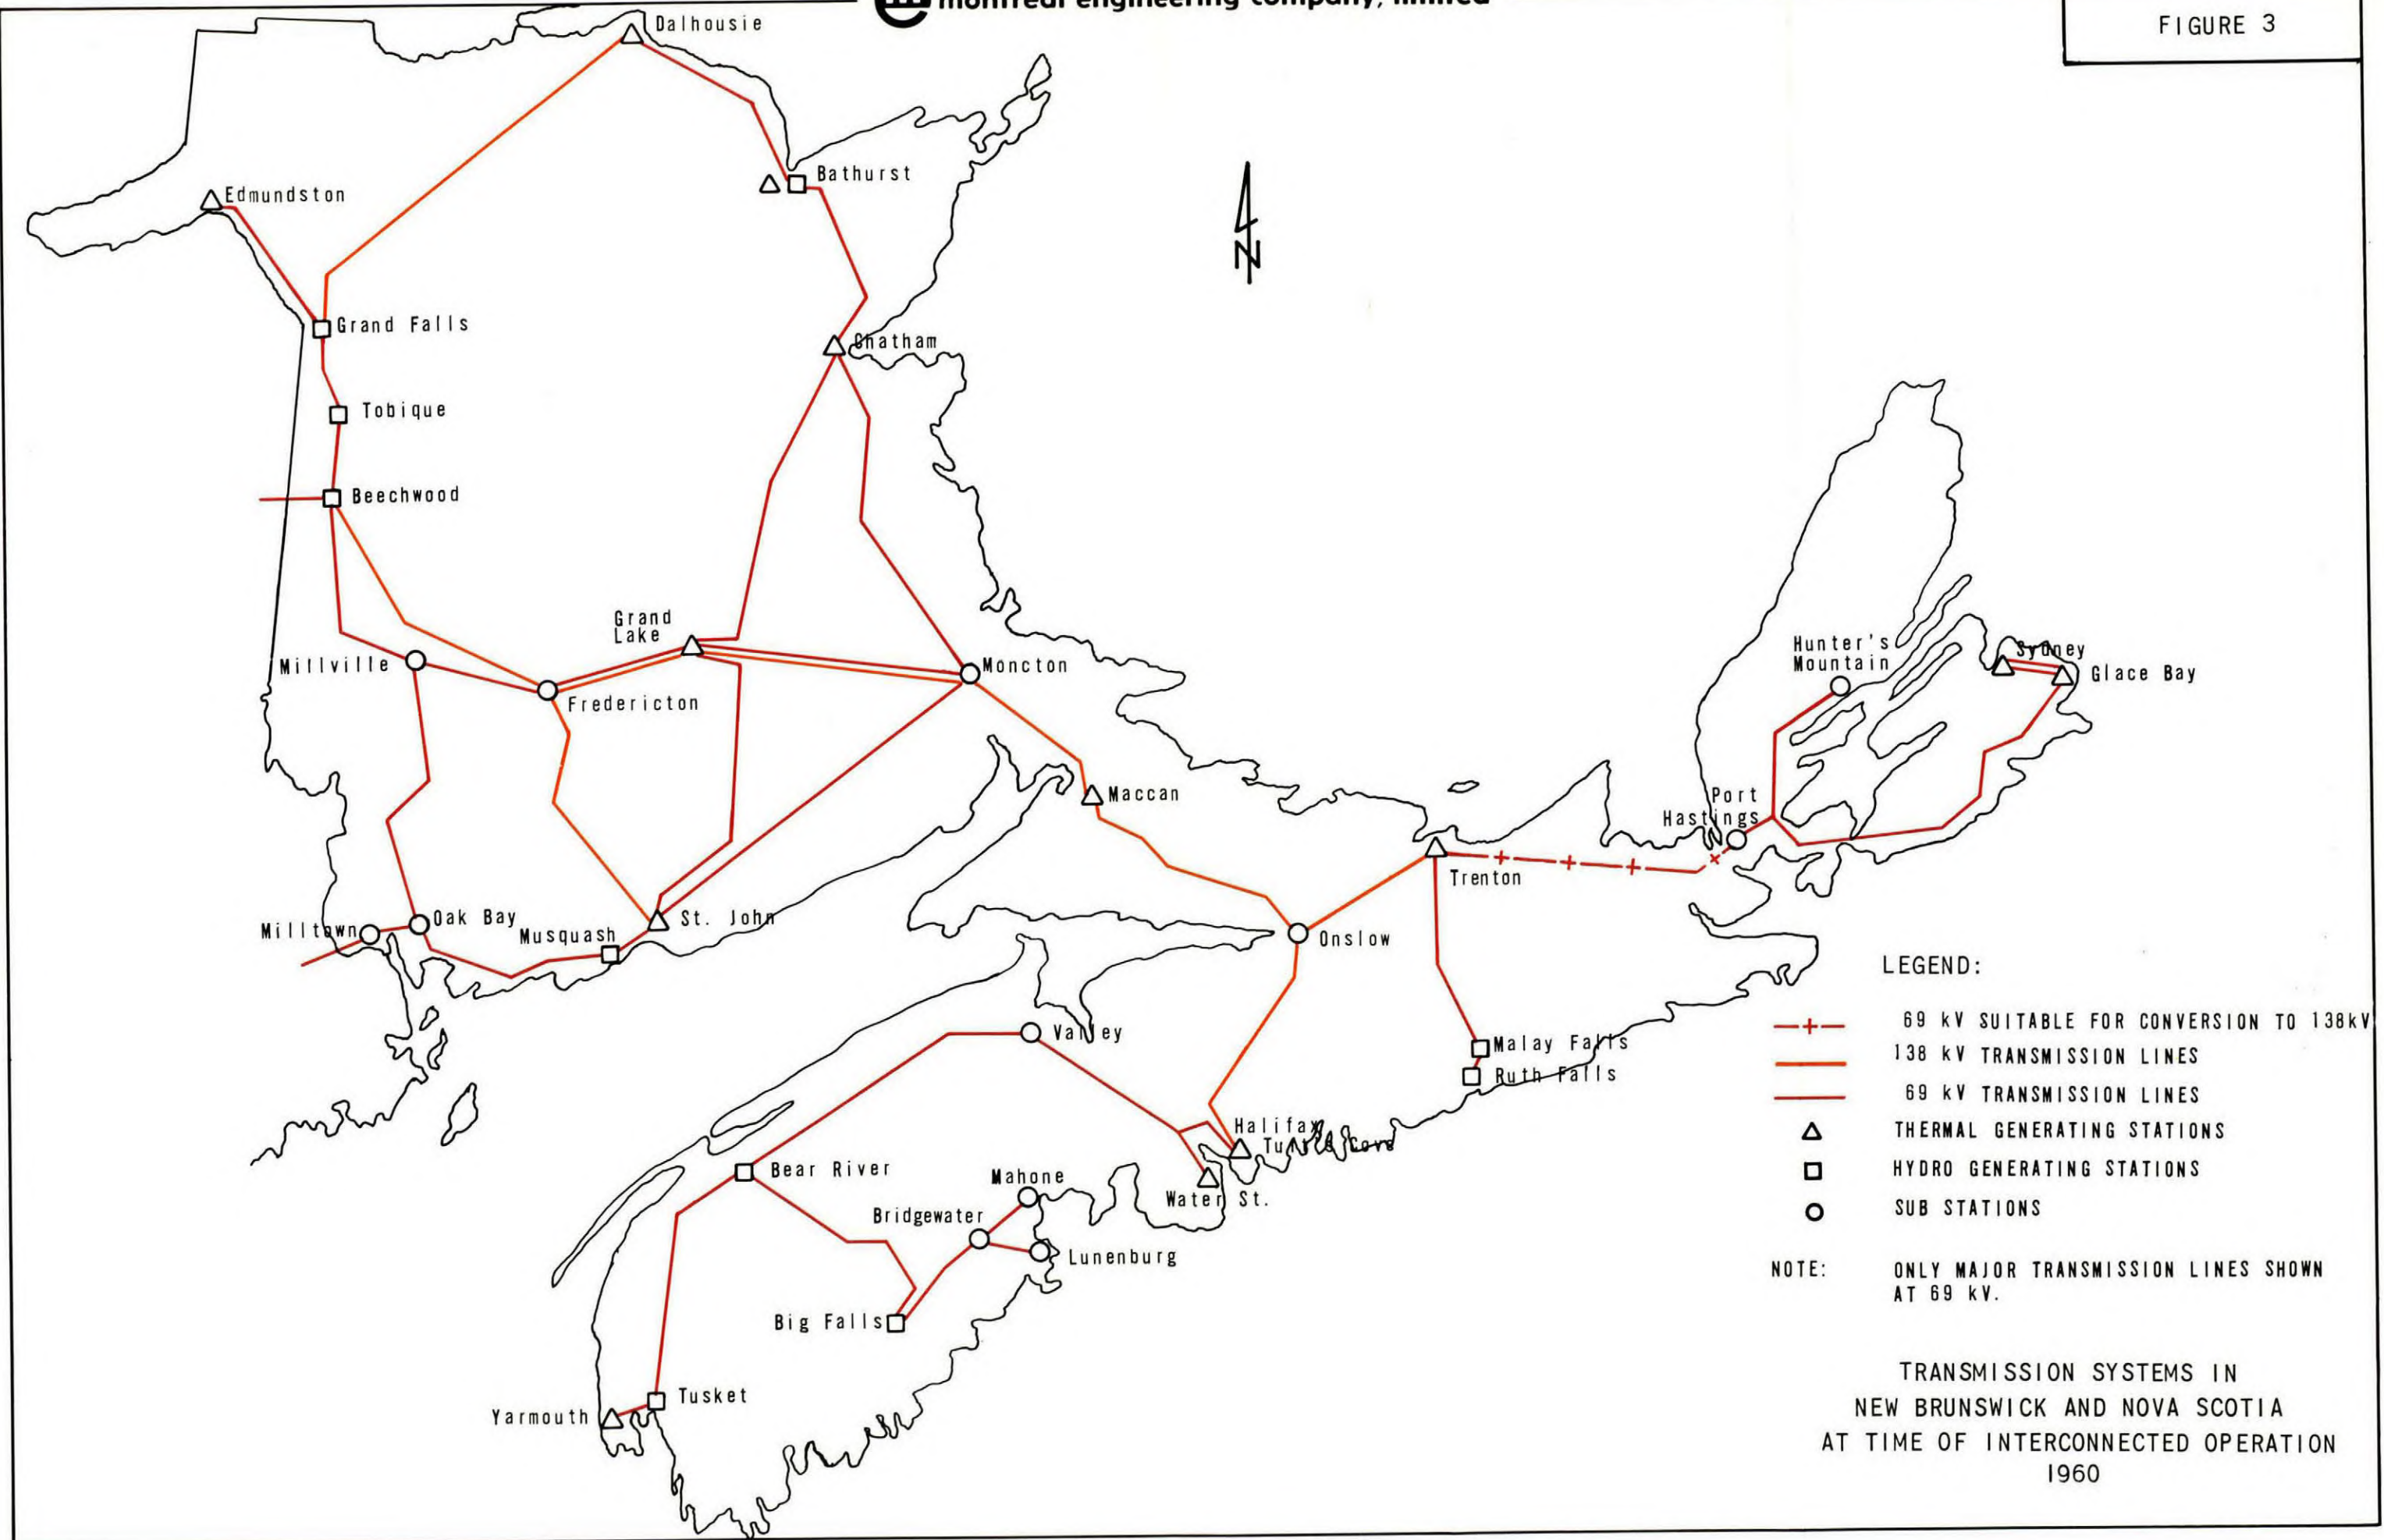 montreal engineering company, limited
FIGURE 3
Dalhousie
Bathurst
Edmundston
Grand Falls
Chatham
Tobique
Beechwood
Grand
Lake
Millville
Moncton
Fredericton
Hunter's
Mountain
Sydney
Glace Bay
Maccan
Port
Hastings
Trenton
Milltown
Oak Bay
Musquash
St. John
Onslow
N
Valley
Malay Falls
Ruth Falls
Halifax
Water St.
Bear River
Mahone
Bridgewater
Lunenburg
Big Falls
Tusket
Yarmouth
LEGEND:
69 kV SUITABLE FOR CONVERSION TO 138kV
138 kV TRANSMISSION LINES
69 kV TRANSMISSION LINES
THERMAL GENERATING STATIONS
HYDRO GENERATING STATIONS
SUB STATIONS
NOTE: ONLY MAJOR TRANSMISSION LINES SHOWN
AT 69 kV.
TRANSMISSION SYSTEMS IN
NEW BRUNSWICK AND NOVA SCOTIA
AT TIME OF INTERCONNECTED OPERATION
1960